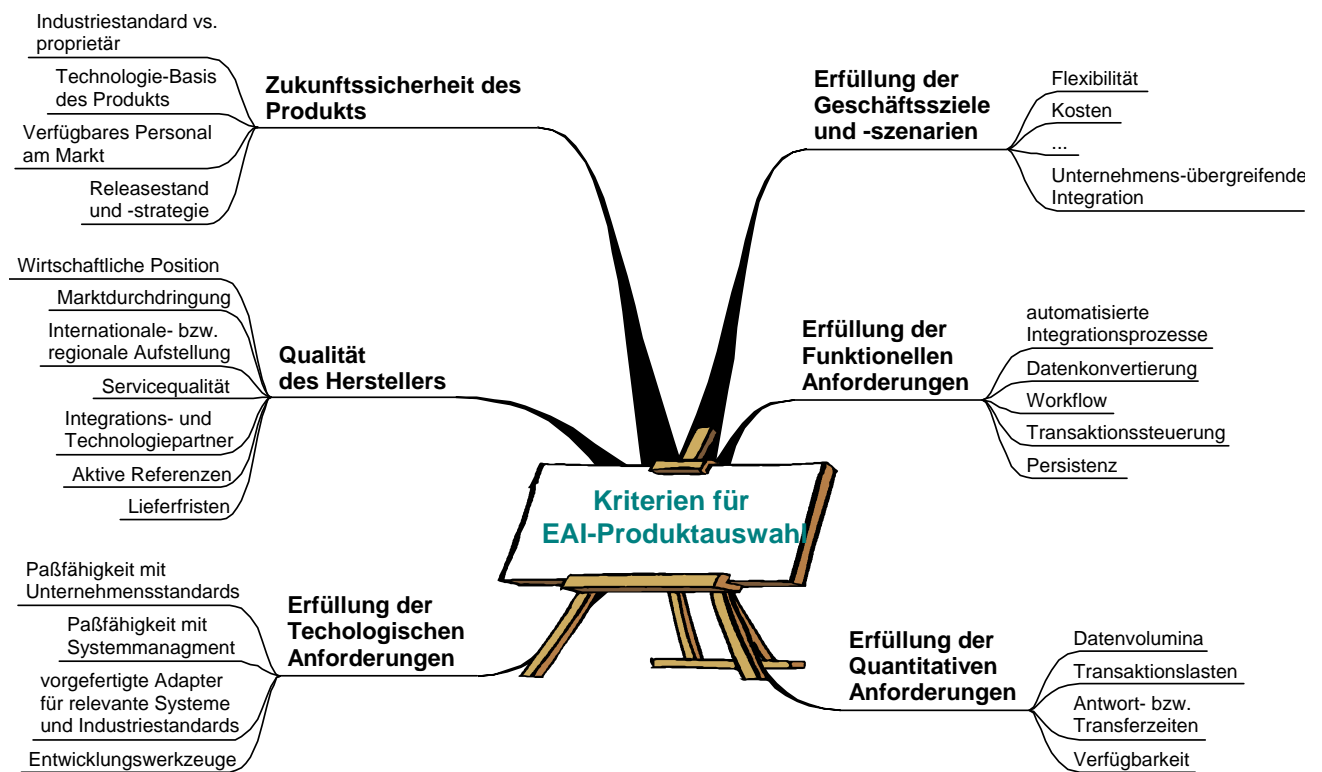 Industriestandard vs.
proprietär
Technologie-Basis
des Produkts
Verfügbares Personal
am Markt
Releasestand
und -strategie
Zukunftssicherheit des
Produkts
Erfüllung der
Geschäftssziele
und -szenarien
Flexibilität
Kosten
...
Unternehmens-übergreifende
Integration
Wirtschaftliche Position
Marktdurchdringung
Internationale- bzw.
regionale Aufstellung
Servicequalität
Integrations- und
Technologiepartner
Aktive Referenzen
Lieferfristen
Qualität
des Herstellers
Erfüllung der
Funktionellen
Anforderungen
automatisierte
Integrationsprozesse
Datenkonvertierung
Workflow
Transaktionssteuerung
Persistenz
Kriterien für
EAI-Produktauswahl
Paßfähigkeit mit
Unternehmensstandards
Paßfähigkeit mit
Systemmanagment
vorgefertigte Adapter
für relevante Systeme
und Industriestandards
Entwicklungswerkzeuge
Erfüllung der
Techologischen
Anforderungen
Erfüllung der
Quantitativen
Anforderungen
Datenvolumina
Transaktionslasten
Antwort- bzw.
Transferzeiten
Verfügbarkeit